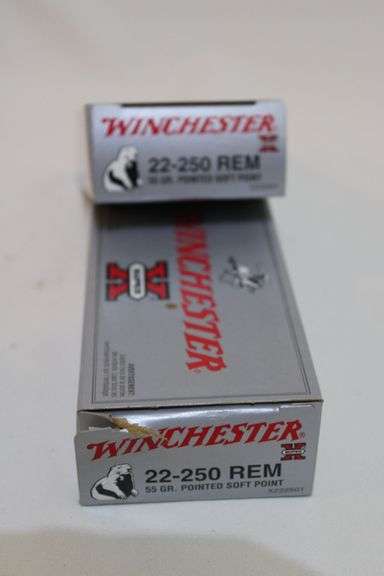 WINCHESTER
X
22-250 REM
55 GR. POINTED SOFT POINT
WINCHESTER
SUPER
X
WINCHESTER®
X
22-250 REM
55 GR. POINTED SOFT POINT
X222501